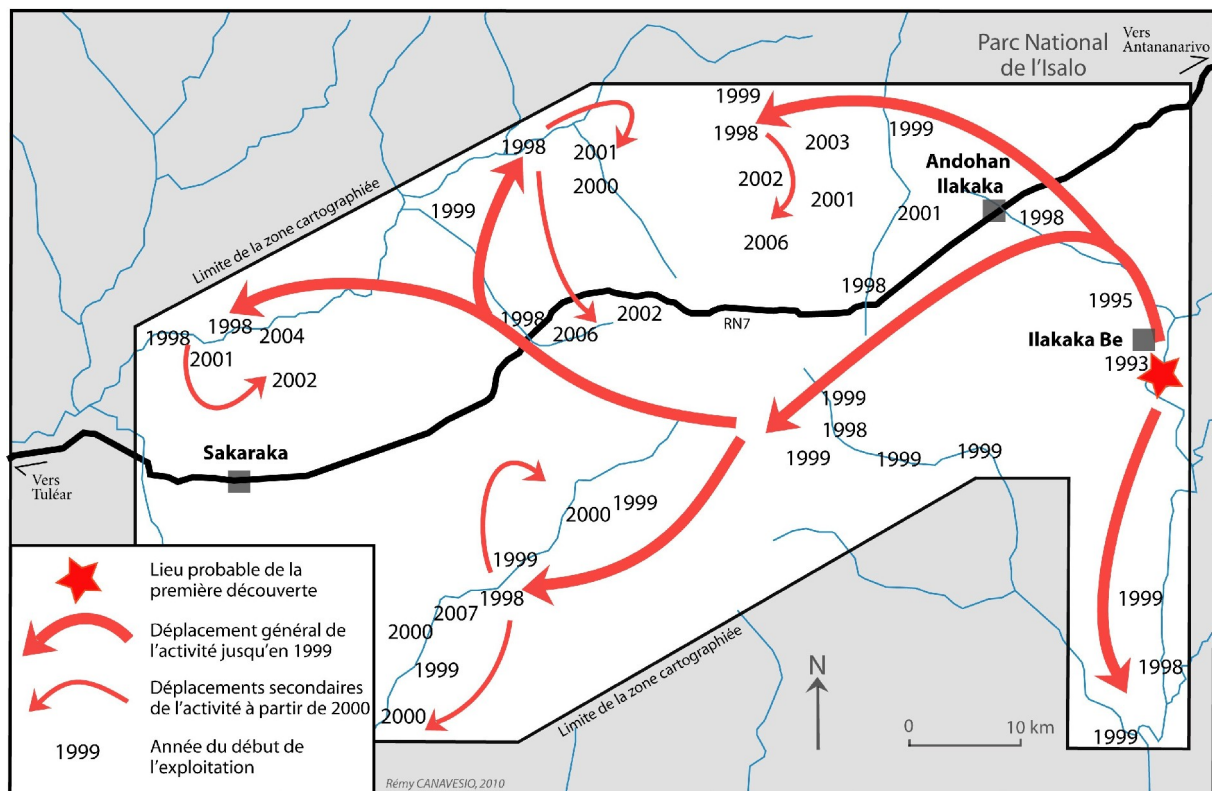 Vers
Antananarivo
Parc National
de l'Isalo
Limite de la zone cartographiée
1999
1998
2003
1999
1998
2001
2002
2000
Andohan
Ilakaka
2001
2001
1998
1999
2006
1998
1995
1998
2006
2002
RN7
Ilakaka Be
1993
1998
1998
2004
2001
2002
1999
1998
1999
1999
1999
Sakaraka
Vers
Tuléar
2000
1999
1999
1998
2007
2000
1999
2000
1999
1998
1999
Limite de la zone cartographiée
N
0 10 km
Lieu probable de la
première découverte
Déplacement général de
l'activité jusqu'en 1999
Déplacements secondaires
de l'activité à partir de 2000
1999
Année du début de
l'exploitation
Rémy CANAVESIO, 2010